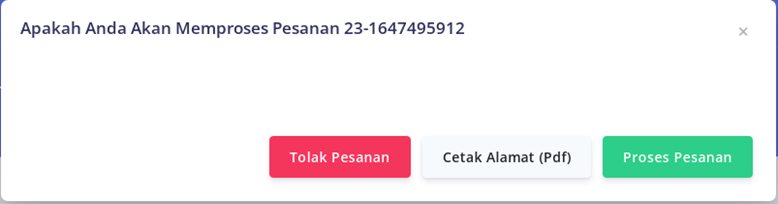 Apakah Anda Akan Memproses Pesanan 23-1647495912
×
Tolak Pesanan
Cetak Alamat (Pdf)
Proses Pesanan